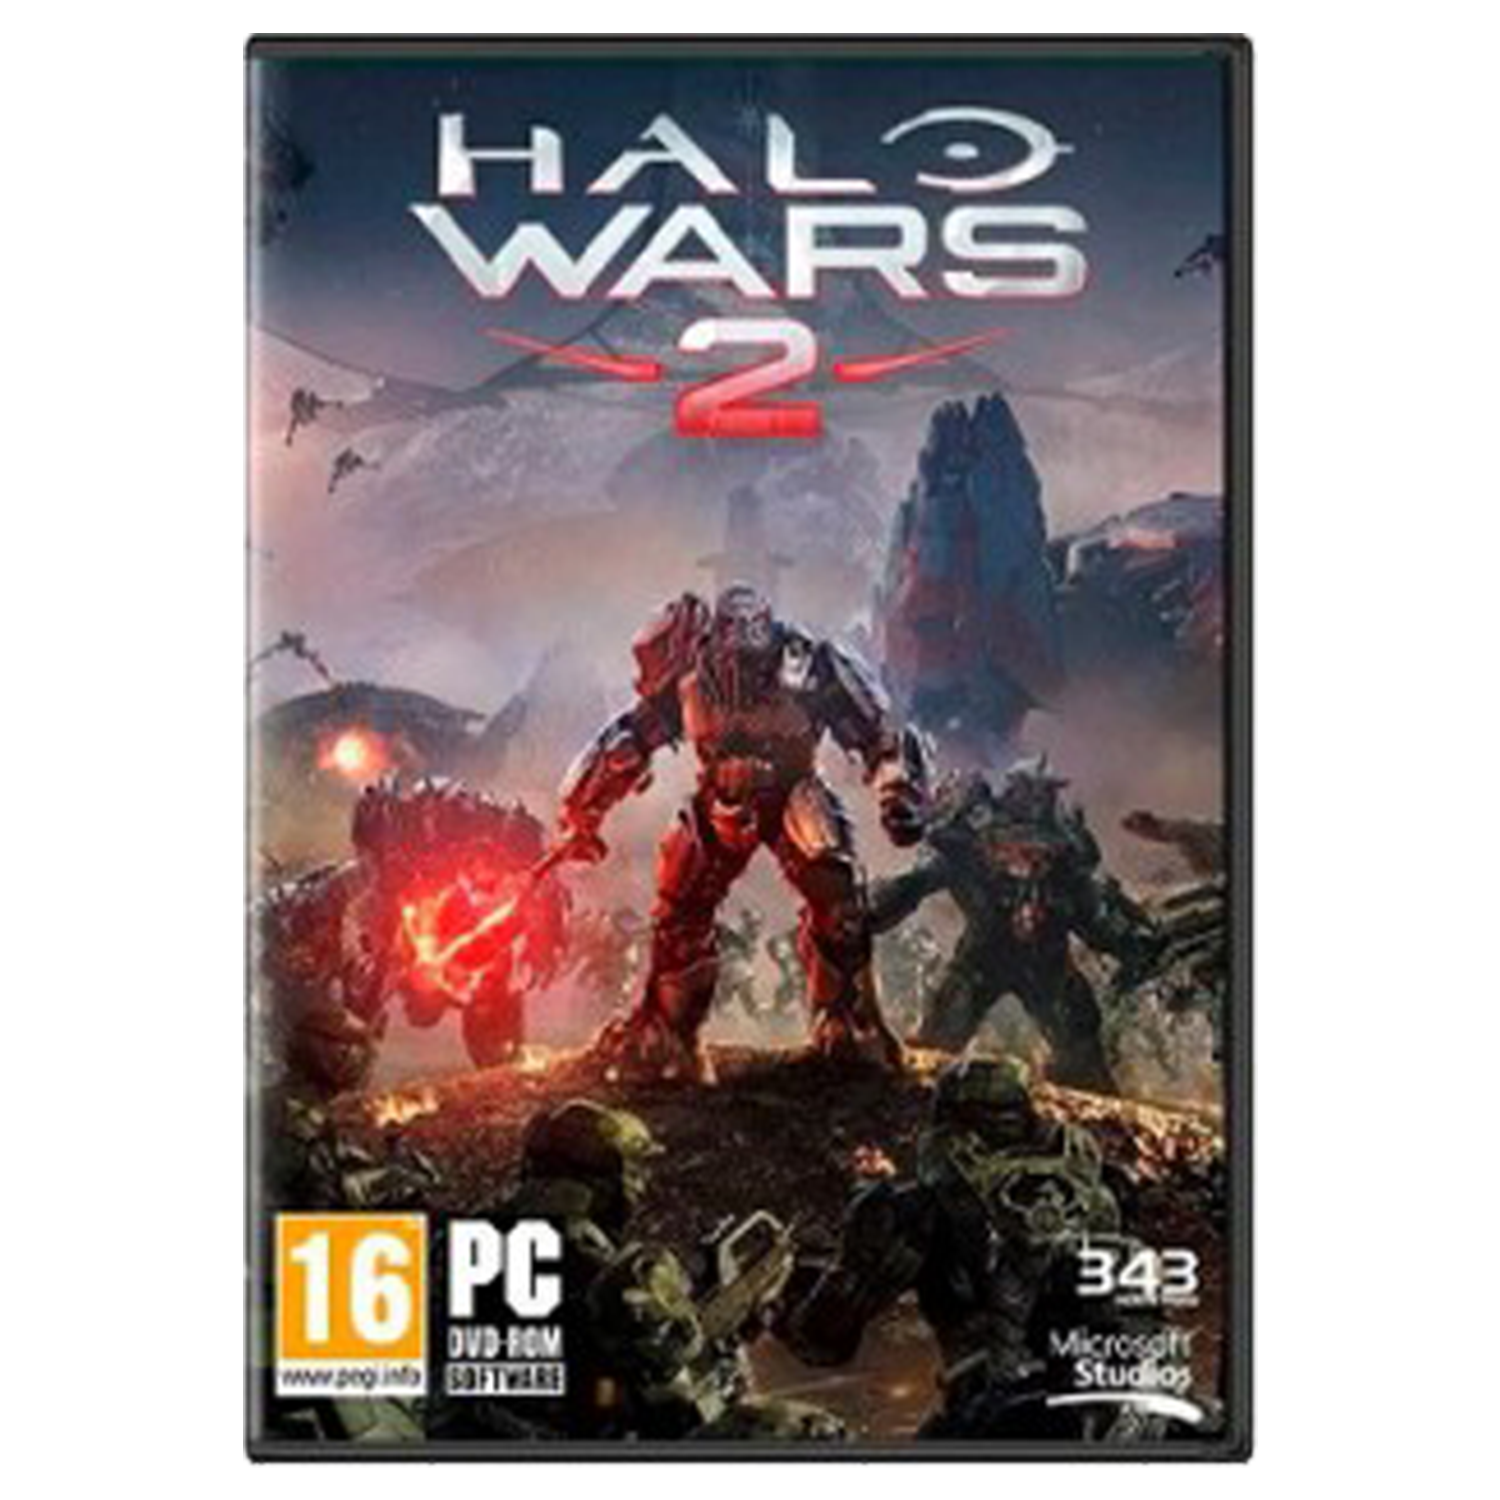 HALO
WARS
2
16
www.pegi.info
PC
DVD-ROM
SOFTWARE
343
Microsoft
Studios